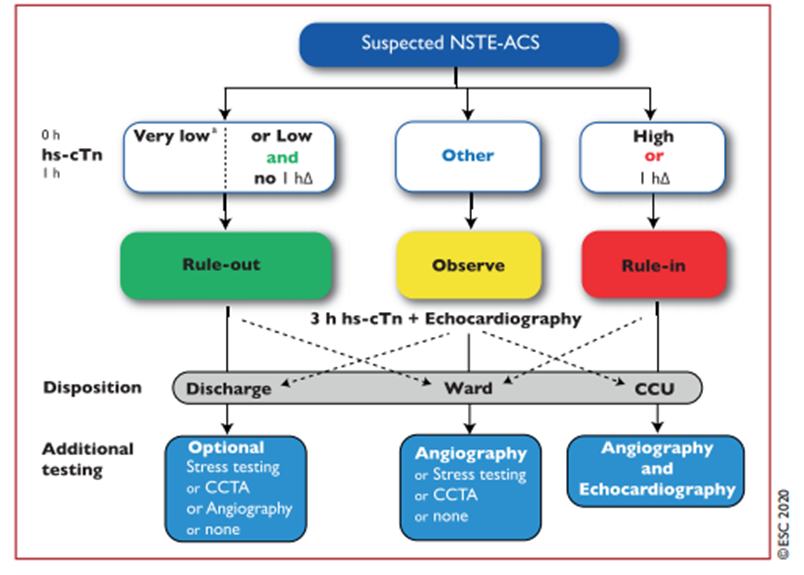 Suspected NSTE-ACS
0 h
hs-cTn
1 h
Very lowᵃ
or Low
and
no 1 hΔ
Other
High
or
1 hΔ
Rule-out
Observe
Rule-in
3 h hs-cTn + Echocardiography
Disposition
Discharge
Ward
CCU
Additional
testing
Optional
Stress testing
or CCTA
or Angiography
or none
Angiography
or Stress testing
or CCTA
or none
Angiography
and
Echocardiography
©ESC 2020